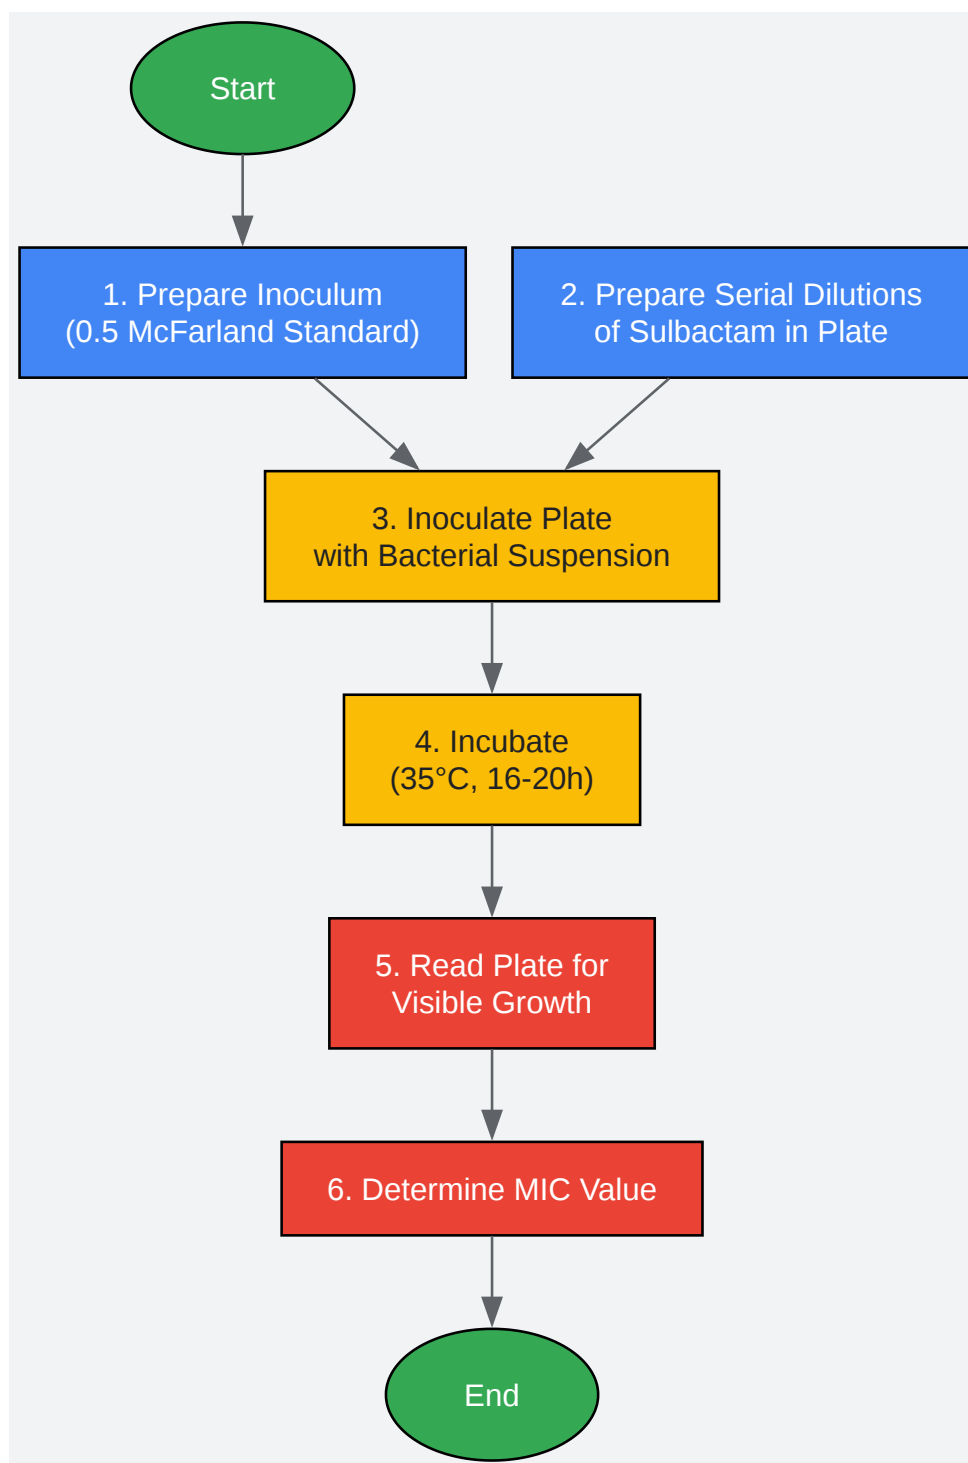 Start
1. Prepare Inoculum
(0.5 McFarland Standard)
2. Prepare Serial Dilutions
of Sulbactam in Plate
3. Inoculate Plate
with Bacterial Suspension
4. Incubate
(35°C, 16-20h)
5. Read Plate for
Visible Growth
6. Determine MIC Value
End